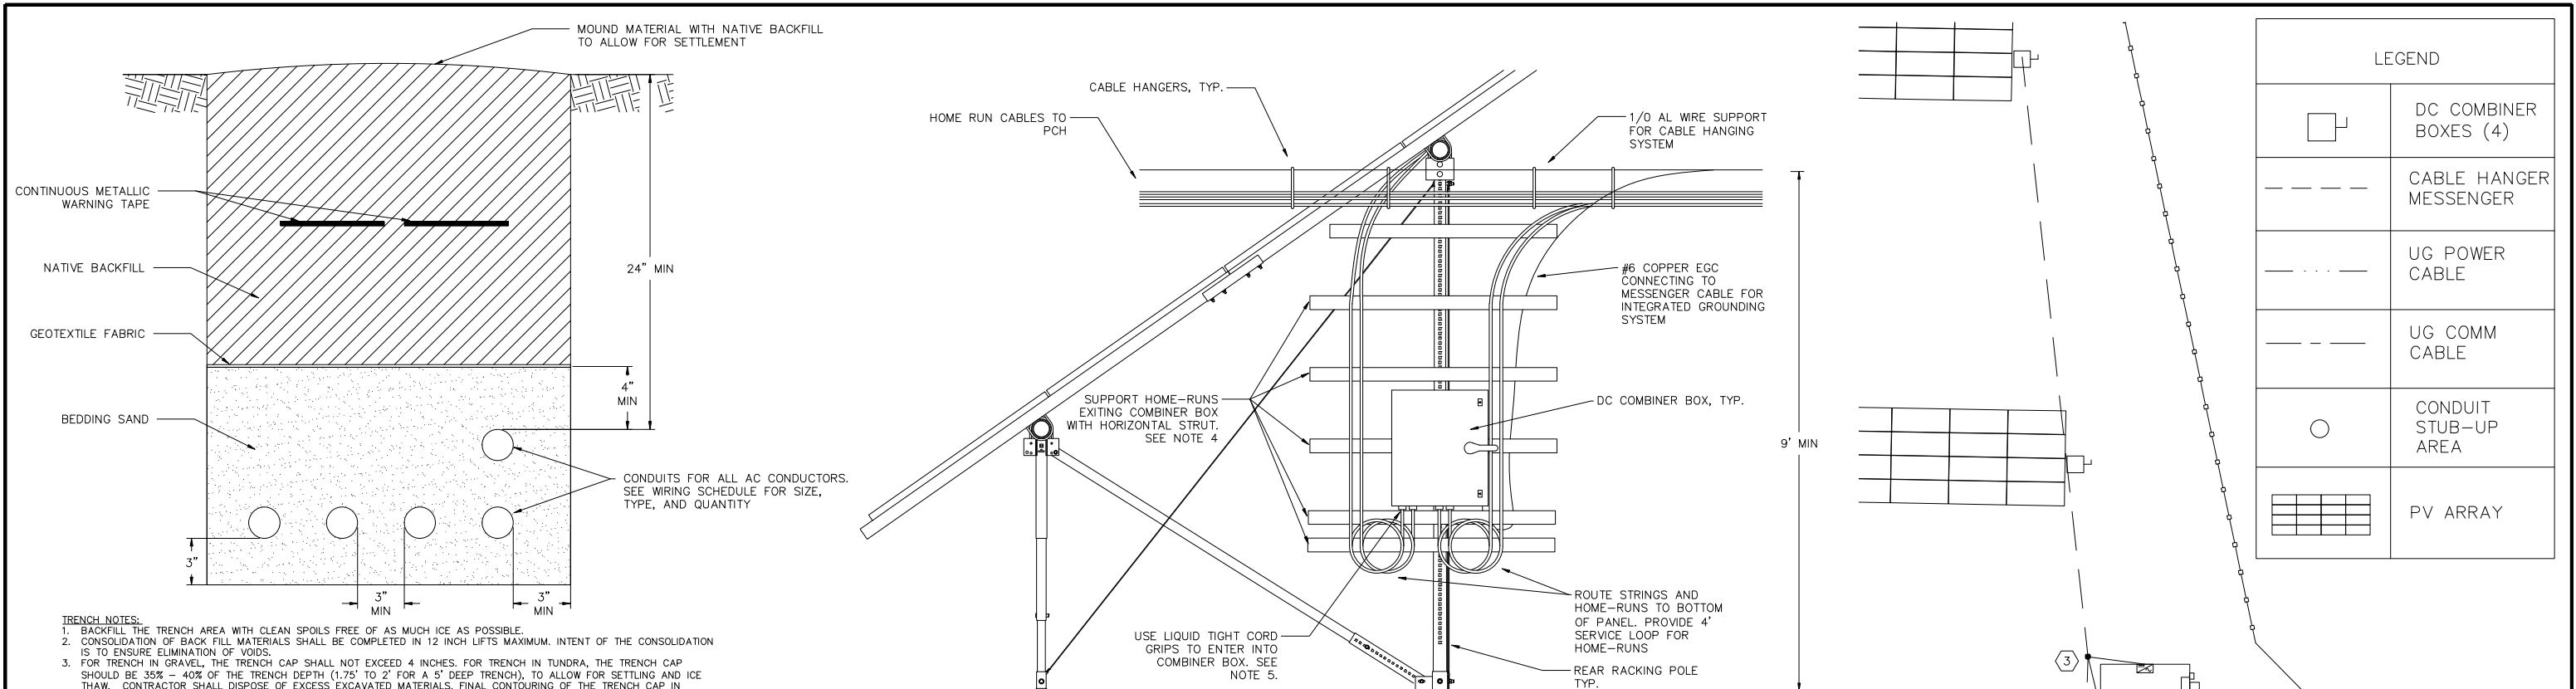 MOUND MATERIAL WITH NATIVE BACKFILL
TO ALLOW FOR SETTLEMENT
CONTINUOUS METALLIC
WARNING TAPE
NATIVE BACKFILL
24" MIN
GEOTEXTILE FABRIC
4"
MIN
BEDDING SAND
CONDUITS FOR ALL AC CONDUCTORS.
SEE WIRING SCHEDULE FOR SIZE,
TYPE, AND QUANTITY
3"
3"
MIN
3"
MIN
TRENCH NOTES:
1. BACKFILL THE TRENCH AREA WITH CLEAN SPOILS FREE OF AS MUCH ICE AS POSSIBLE.
2. CONSOLIDATION OF BACK FILL MATERIALS SHALL BE COMPLETED IN 12 INCH LIFTS MAXIMUM. INTENT OF THE CONSOLIDATION
IS TO ENSURE ELIMINATION OF VOIDS.
3. FOR TRENCH IN GRAVEL, THE TRENCH CAP SHALL NOT EXCEED 4 INCHES. FOR TRENCH IN TUNDRA, THE TRENCH CAP
SHOULD BE 35% – 40% OF THE TRENCH DEPTH (1.75' TO 2' FOR A 5' DEEP TRENCH), TO ALLOW FOR SETTLING AND ICE
THAW. CONTRACTOR SHALL DISPOSE OF EXCESS EXCAVATED MATERIALS. FINAL CONTOURING OF THE TRENCH CAP IN
CABLE HANGERS, TYP.
HOME RUN CABLES TO
PCH
1/0 AL WIRE SUPPORT
FOR CABLE HANGING
SYSTEM
#6 COPPER EGC
CONNECTING TO
MESSENGER CABLE FOR
INTEGRATED GROUNDING
SYSTEM
SUPPORT HOME–RUNS
EXITING COMBINER BOX
WITH HORIZONTAL STRUT.
SEE NOTE 4
DC COMBINER BOX, TYP.
9' MIN
ROUTE STRINGS AND
HOME–RUNS TO BOTTOM
OF PANEL. PROVIDE 4'
SERVICE LOOP FOR
HOME–RUNS
USE LIQUID TIGHT CORD
GRIPS TO ENTER INTO
COMBINER BOX. SEE
NOTE 5.
REAR RACKING POLE
TYP.
3
LEGEND
DC COMBINER
BOXES (4)
CABLE HANGER
MESSENGER
UG POWER
CABLE
UG COMM
CABLE
CONDUIT
STUB–UP
AREA
PV ARRAY